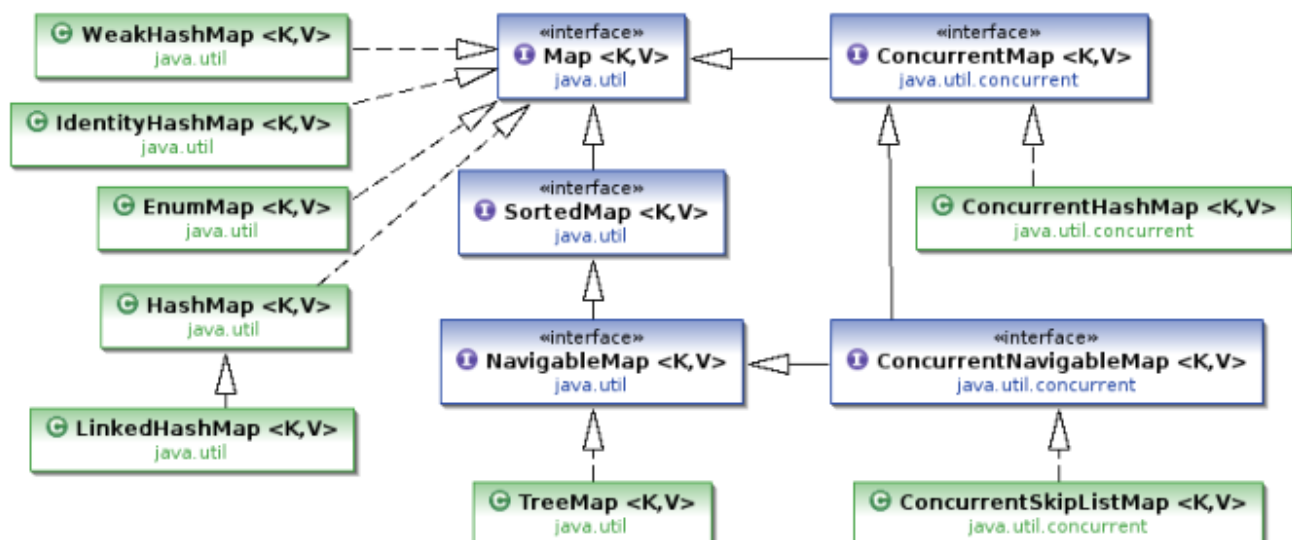 WeakHashMap <K,V>
java.util
«interface»
Map <K,V>
java.util
«interface»
ConcurrentMap <K,V>
java.util.concurrent
IdentityHashMap <K,V>
java.util
EnumMap <K,V>
java.util
«interface»
SortedMap <K,V>
java.util
ConcurrentHashMap <K,V>
java.util.concurrent
HashMap <K,V>
java.util
«interface»
NavigableMap <K,V>
java.util
«interface»
ConcurrentNavigableMap <K,V>
java.util.concurrent
LinkedHashMap <K,V>
java.util
TreeMap <K,V>
java.util
ConcurrentSkipListMap <K,V>
java.util.concurrent